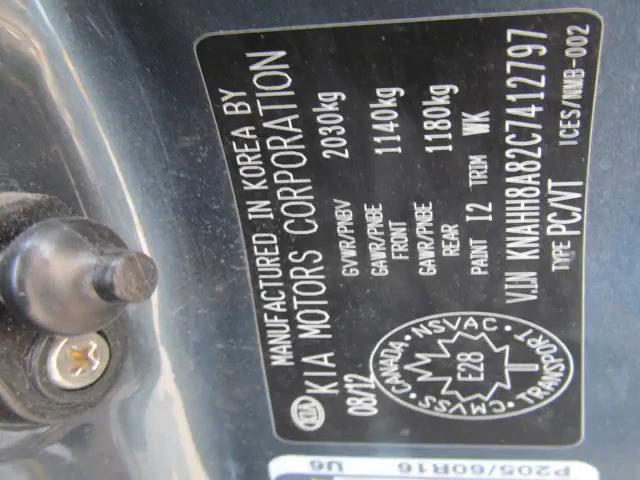 MANUFACTURED IN KOREA BY
KIA KIA MOTORS CORPORATION
08/12 GVWR/PNBV 2030kg
GAWR/PNBE FRONT 1140kg
GAWR/PNBE REAR 1180kg
PAINT I2 TRIM WK
CANADA · NSVAC · TRANSPORT · CMVSS
E28
VIN KNAHH8A82C7412797
TYPE PC/VT ICES/NMB-002
P205/60R16